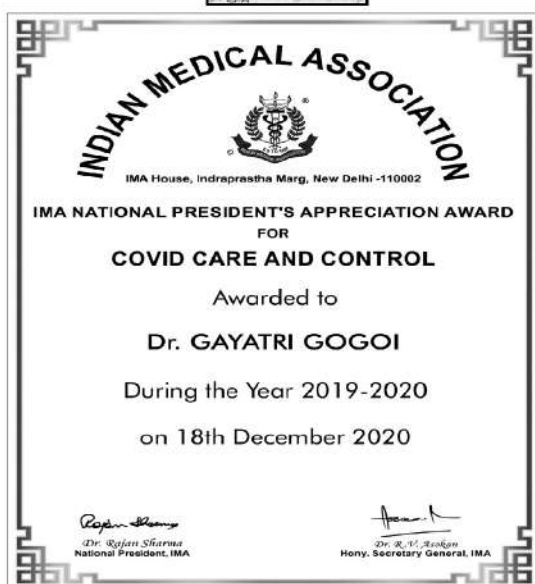 INDIAN MEDICAL ASSOCIATION
IMA House, Indraprastha Marg, New Delhi -110002
IMA NATIONAL PRESIDENT'S APPRECIATION AWARD
FOR
COVID CARE AND CONTROL
Awarded to
Dr. GAYATRI GOGOI
During the Year 2019-2020
on 18th December 2020
Dr. Rajan Sharma
National President, IMA
Dr. R.V. Asokan
Hony. Secretary General, IMA